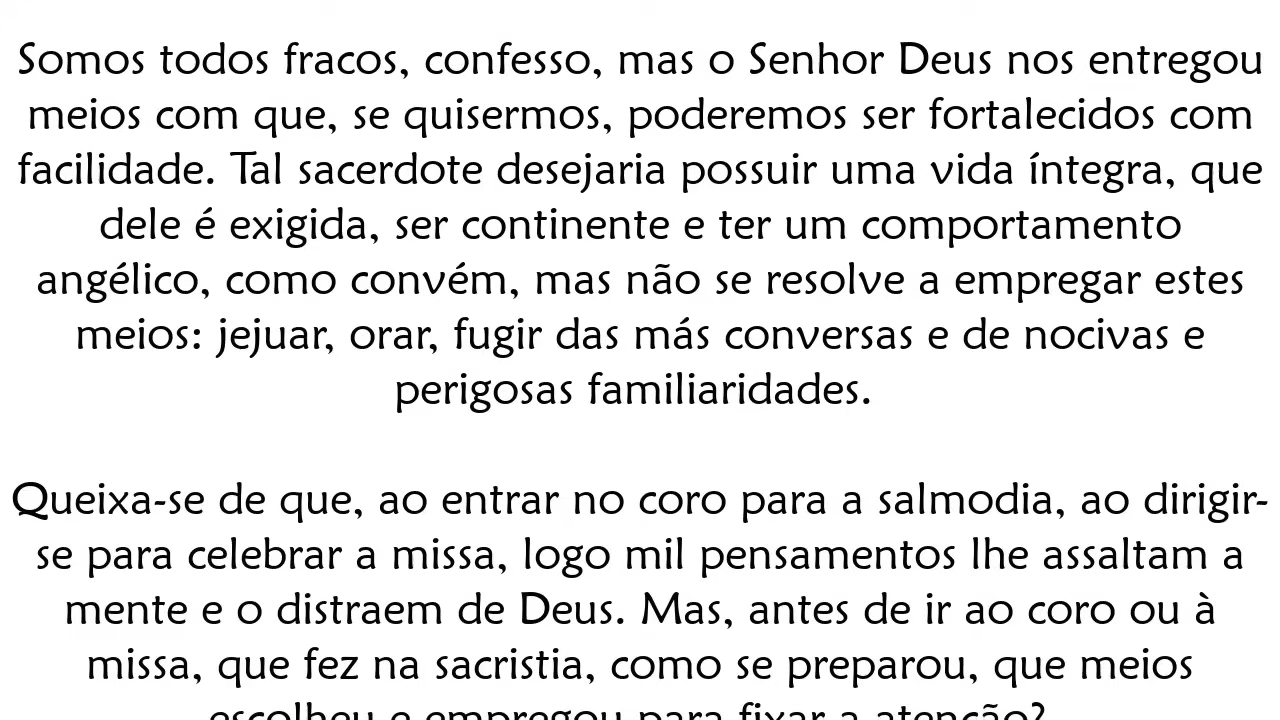 Somos todos fracos, confesso, mas o Senhor Deus nos entregou
meios com que, se quisermos, poderemos ser fortalecidos com
facilidade. Tal sacerdote desejaria possuir uma vida íntegra, que
dele é exigida, ser continente e ter um comportamento
angélico, como convém, mas não se resolve a empregar estes
meios: jejuar, orar, fugir das más conversas e de nocivas e
perigosas familiaridades.
Queixa-se de que, ao entrar no coro para a salmodia, ao dirigir-
se para celebrar a missa, logo mil pensamentos lhe assaltam a
mente e o distraem de Deus. Mas, antes de ir ao coro ou à
missa, que fez na sacristia, como se preparou, que meios
escolheu e empregou para fixar a atenção?